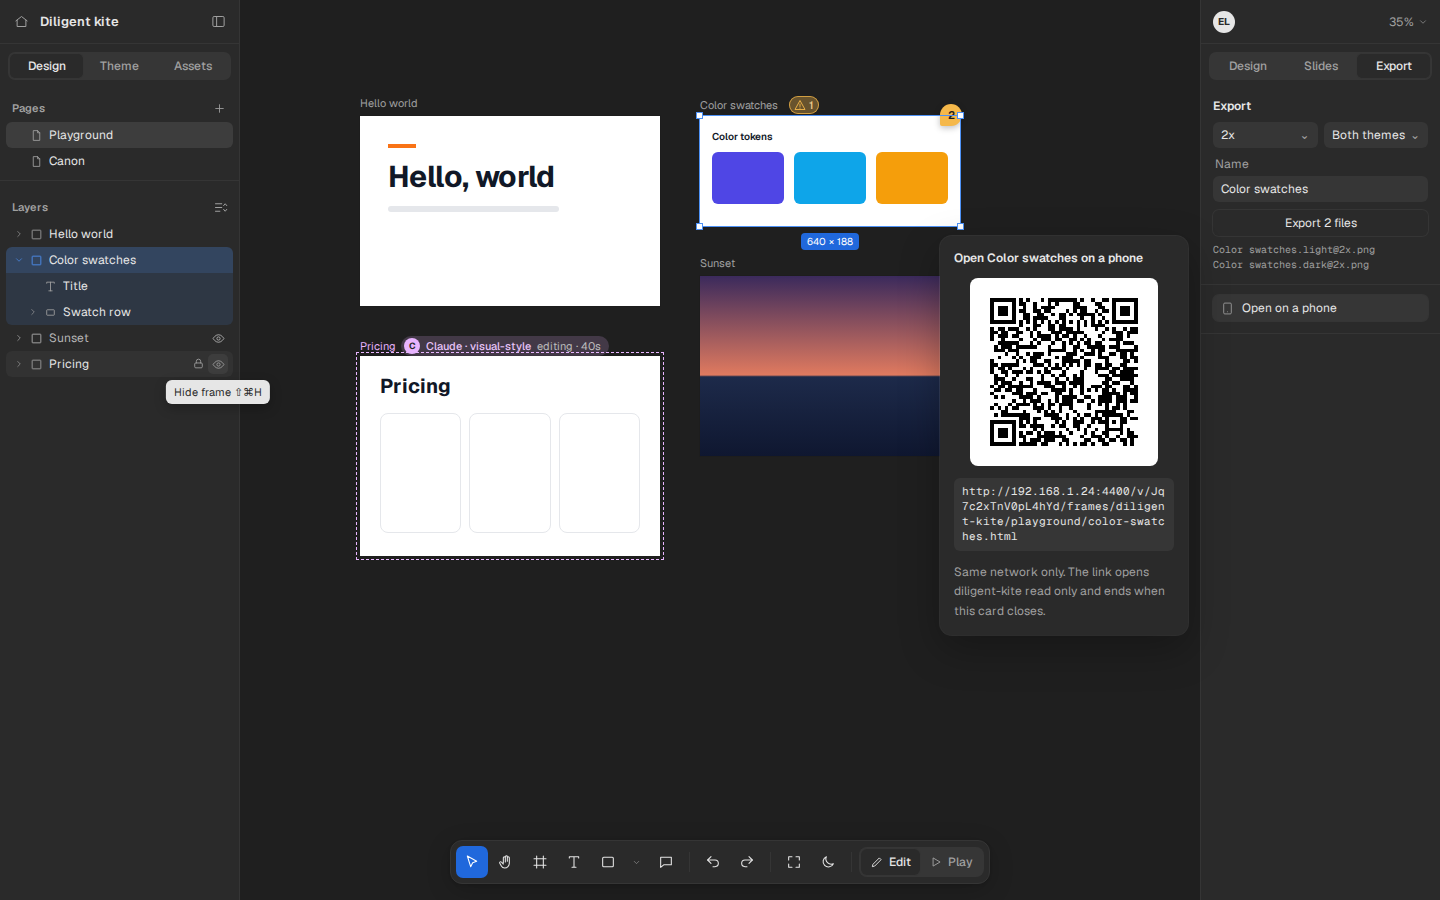 Diligent kite
Design
Theme
Assets
Pages
Playground
Canon
Layers
Hello world
Color swatches
Title
Swatch row
Sunset
Pricing
Hide frame ⇧⌘H
Hello world
Hello, world
Pricing
C
Claude · visual-style editing · 40s
Pricing
Color swatches
1
2
Color tokens
640 × 188
Sunset
Open Color swatches on a phone
http://192.168.1.24:4400/v/Jq
7c2xTnV0pL4hYd/frames/diligen
t-kite/playground/color-swatc
hes.html
Same network only. The link opens
diligent-kite read only and ends when
this card closes.
Edit
Play
EL
35%
Design
Slides
Export
Export
2x
Both themes
Name
Color swatches
Export 2 files
Color swatches.light@2x.png
Color swatches.dark@2x.png
Open on a phone